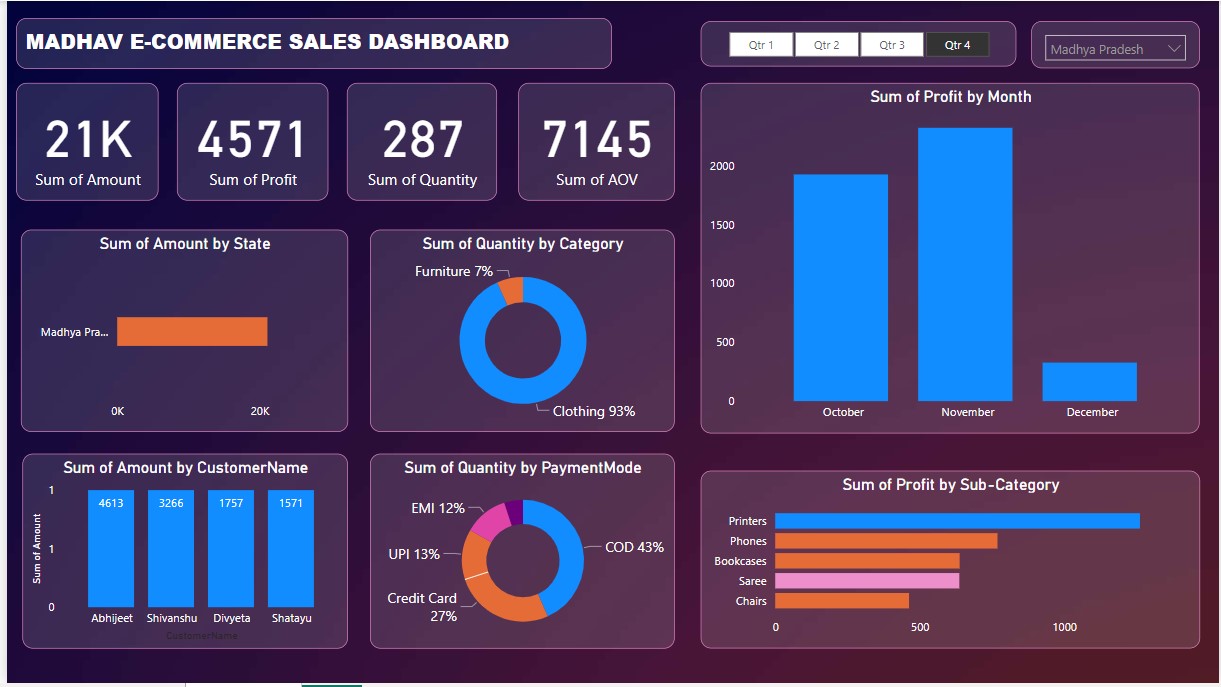 MADHAV E-COMMERCE SALES DASHBOARD
Qtr 1
Qtr 2
Qtr 3
Qtr 4
Madhya Pradesh
21K
Sum of Amount
4571
Sum of Profit
287
Sum of Quantity
7145
Sum of AOV
Sum of Profit by Month
2000
1500
1000
500
0
October
November
December
Sum of Amount by State
Madhya Pra...
0K
20K
Sum of Quantity by Category
Furniture 7%
Clothing 93%
Sum of Amount by CustomerName
Sum of Amount
1
1
0
4613
3266
1757
1571
Abhijeet
Shivanshu
Divyeta
Shatayu
CustomerName
Sum of Quantity by PaymentMode
EMI 12%
UPI 13%
Credit Card
27%
COD 43%
Sum of Profit by Sub-Category
Printers
Phones
Bookcases
Saree
Chairs
0
500
1000